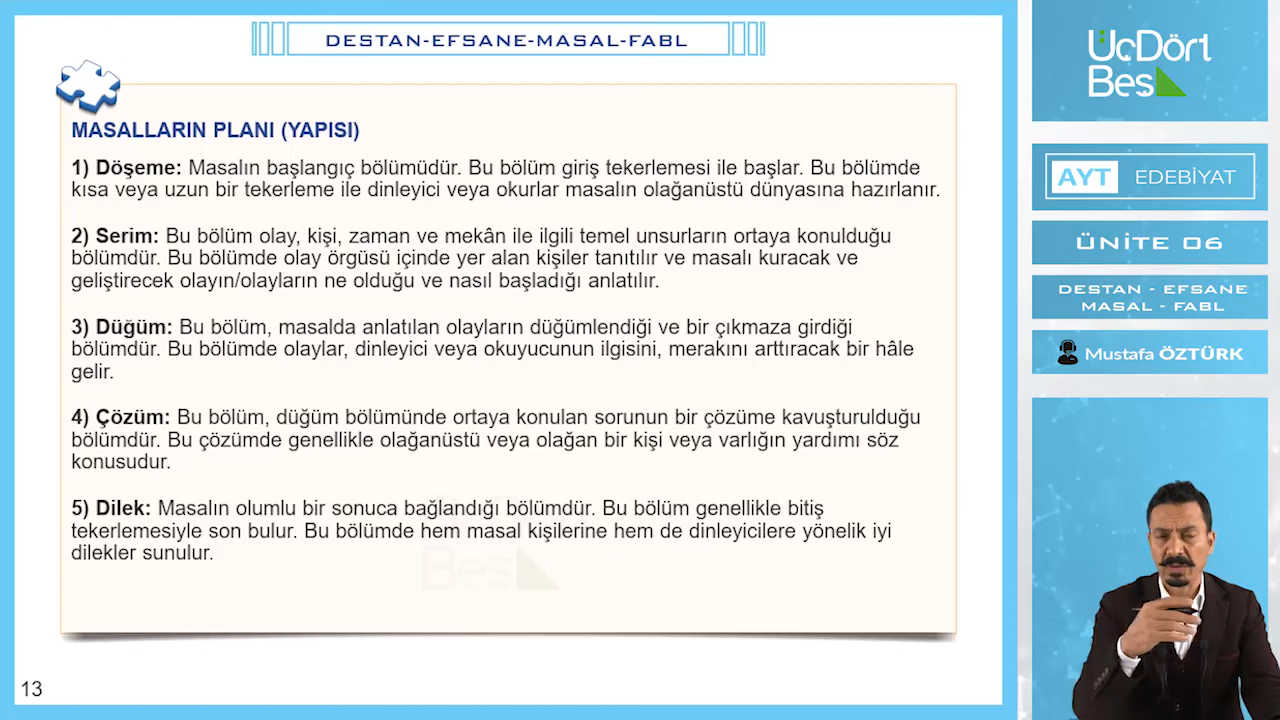 DESTAN-EFSANE-MASAL-FABL
MASALLARIN PLANI (YAPISI)
1) Döşeme: Masalın başlangıç bölümüdür. Bu bölüm giriş tekerlemesi ile başlar. Bu bölümde
kısa veya uzun bir tekerleme ile dinleyici veya okurlar masalın olağanüstü dünyasına hazırlanır.
2) Serim: Bu bölüm olay, kişi, zaman ve mekân ile ilgili temel unsurların ortaya konulduğu
bölümdür. Bu bölümde olay örgüsü içinde yer alan kişiler tanıtılır ve masalı kuracak ve
geliştirecek olayın/olayların ne olduğu ve nasıl başladığı anlatılır.
3) Düğüm: Bu bölüm, masalda anlatılan olayların düğümlendiği ve bir çıkmaza girdiği
bölümdür. Bu bölümde olaylar, dinleyici veya okuyucunun ilgisini, merakını arttıracak bir hâle
gelir.
4) Çözüm: Bu bölüm, düğüm bölümünde ortaya konulan sorunun bir çözüme kavuşturulduğu
bölümdür. Bu çözümde genellikle olağanüstü veya olağan bir kişi veya varlığın yardımı söz
konusudur.
5) Dilek: Masalın olumlu bir sonuca bağlandığı bölümdür. Bu bölüm genellikle bitiş
tekerlemesiyle son bulur. Bu bölümde hem masal kişilerine hem de dinleyicilere yönelik iyi
dilekler sunulur.
Beş
13
ÜçDört
Beş
AYT EDEBİYAT
ÜNİTE 06
DESTAN - EFSANE
MASAL - FABL
Mustafa ÖZTÜRK